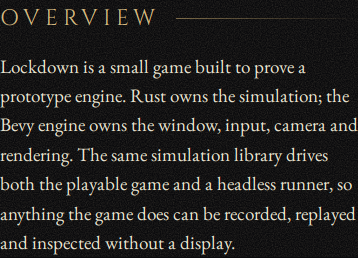 OVERVIEW
Lockdown is a small game built to prove a
prototype engine. Rust owns the simulation; the
Bevy engine owns the window, input, camera and
rendering. The same simulation library drives
both the playable game and a headless runner, so
anything the game does can be recorded, replayed
and inspected without a display.